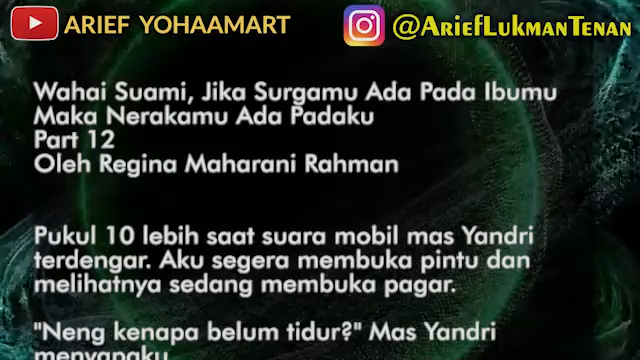 ARIEF YOHAAMART
@AriefLukmanTenan
Wahai Suami, Jika Surgamu Ada Pada Ibumu
Maka Nerakamu Ada Padaku
Part 12
Oleh Regina Maharani Rahman
Pukul 10 lebih saat suara mobil mas Yandri
terdengar. Aku segera membuka pintu dan
melihatnya sedang membuka pagar.
"Neng kenapa belum tidur?" Mas Yandri
menyapaku